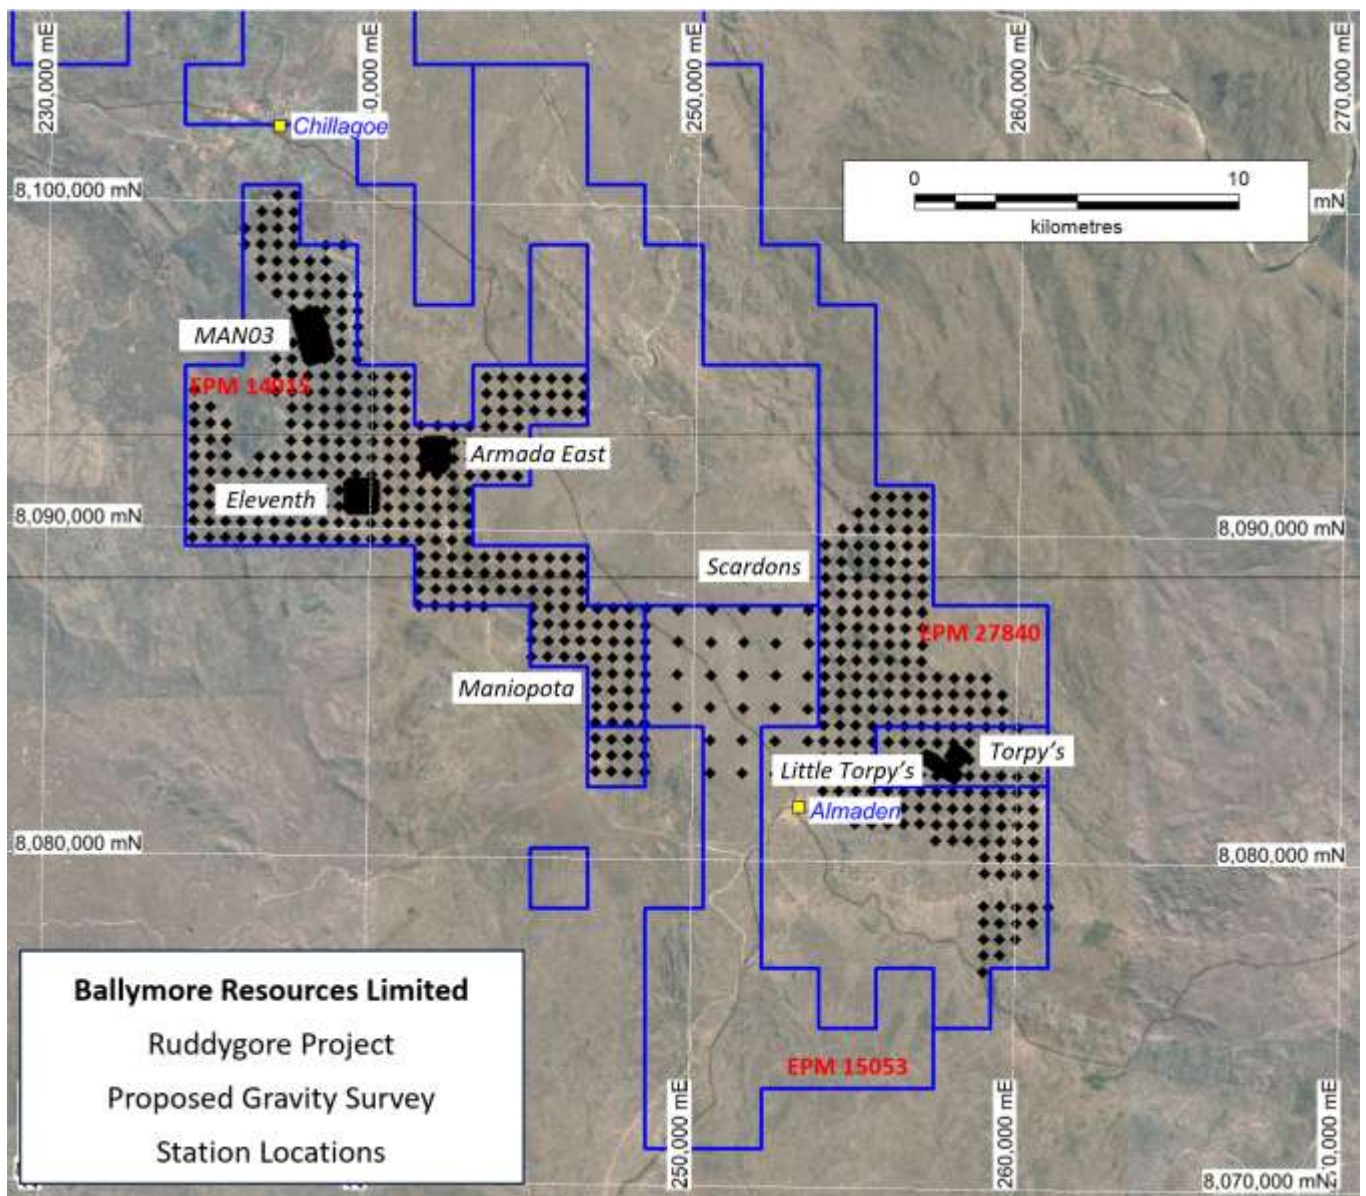 230,000 mE
0,000 mE
250,000 mE
260,000 mE
270,000 mE
Chillagoe
8,100,000 mN
mN
0
10
kilometres
MAN03
EPM 14015
Armada East
Eleventh
8,090,000 mN
8,090,000 mN
Scardons
EPM 27840
Maniopota
Torpy's
Little Torpy's
Almaden
8,080,000 mN
8,080,000 mN
Ballymore Resources Limited
Ruddygore Project
Proposed Gravity Survey
Station Locations
EPM 15053
250,000 mE
260,000 mE
0,000 mE
8,070,000 mN